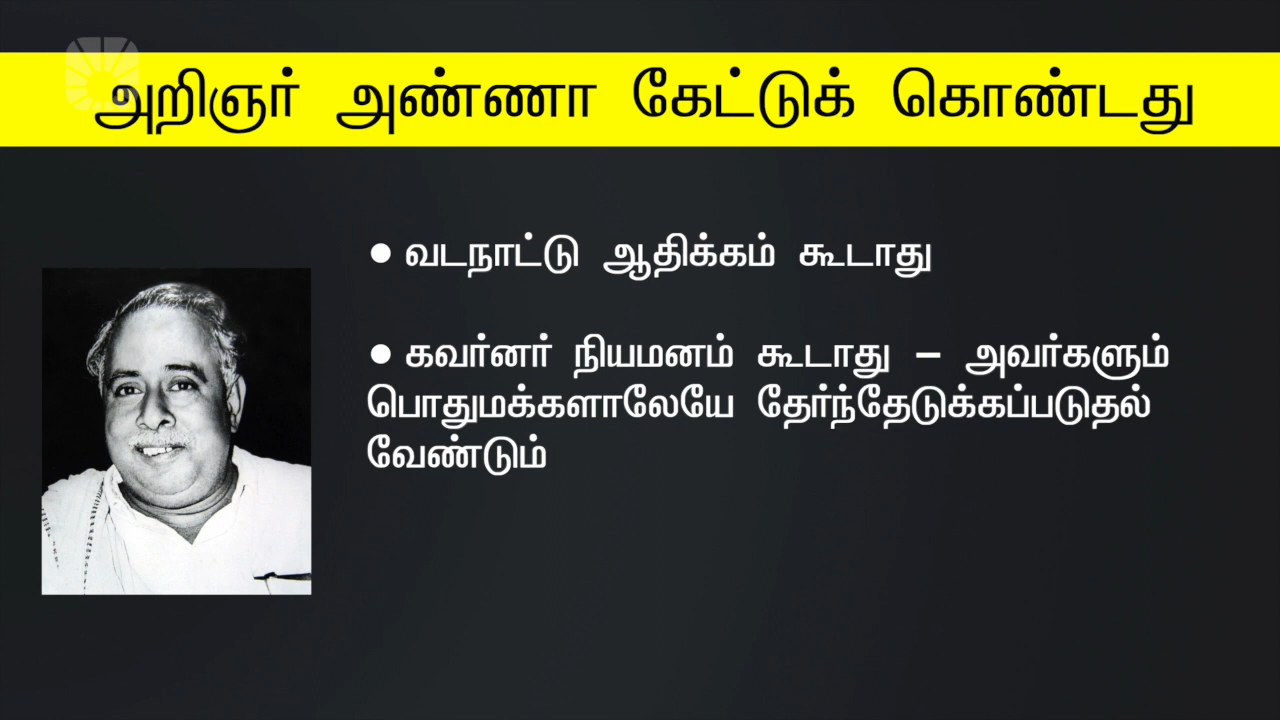 அறிஞர் அண்ணா கேட்டுக் கொண்டது
● வடநாட்டு ஆதிக்கம் கூடாது
● கவர்னர் நியமனம் கூடாது – அவர்களும்
பொதுமக்களாலேயே தேர்ந்தேடுக்கப்படுதல்
வேண்டும்